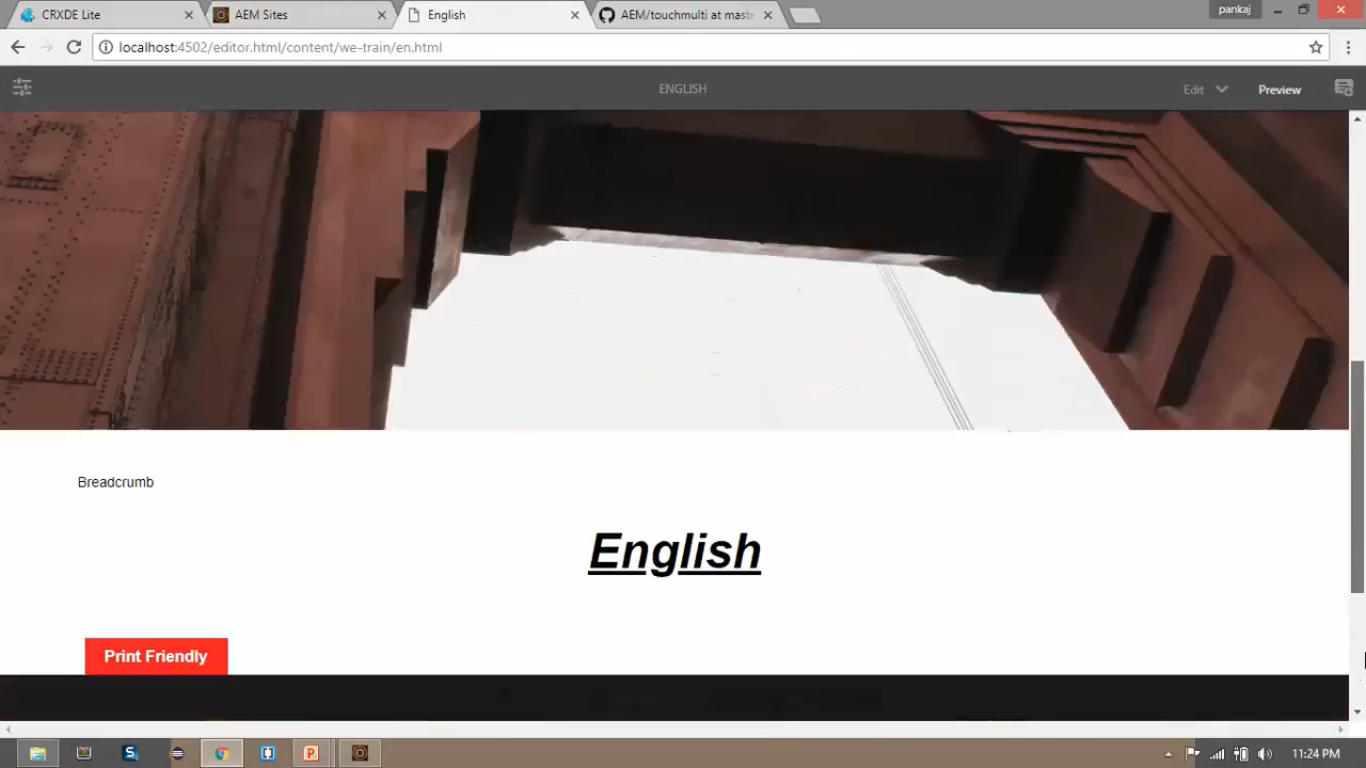 CRXDE Lite
AEM Sites
English
AEM/touchmulti at maste
pankaj
localhost:4502/editor.html/content/we-train/en.html
ENGLISH
Edit
Preview
Breadcrumb
English
Print Friendly
11:24 PM